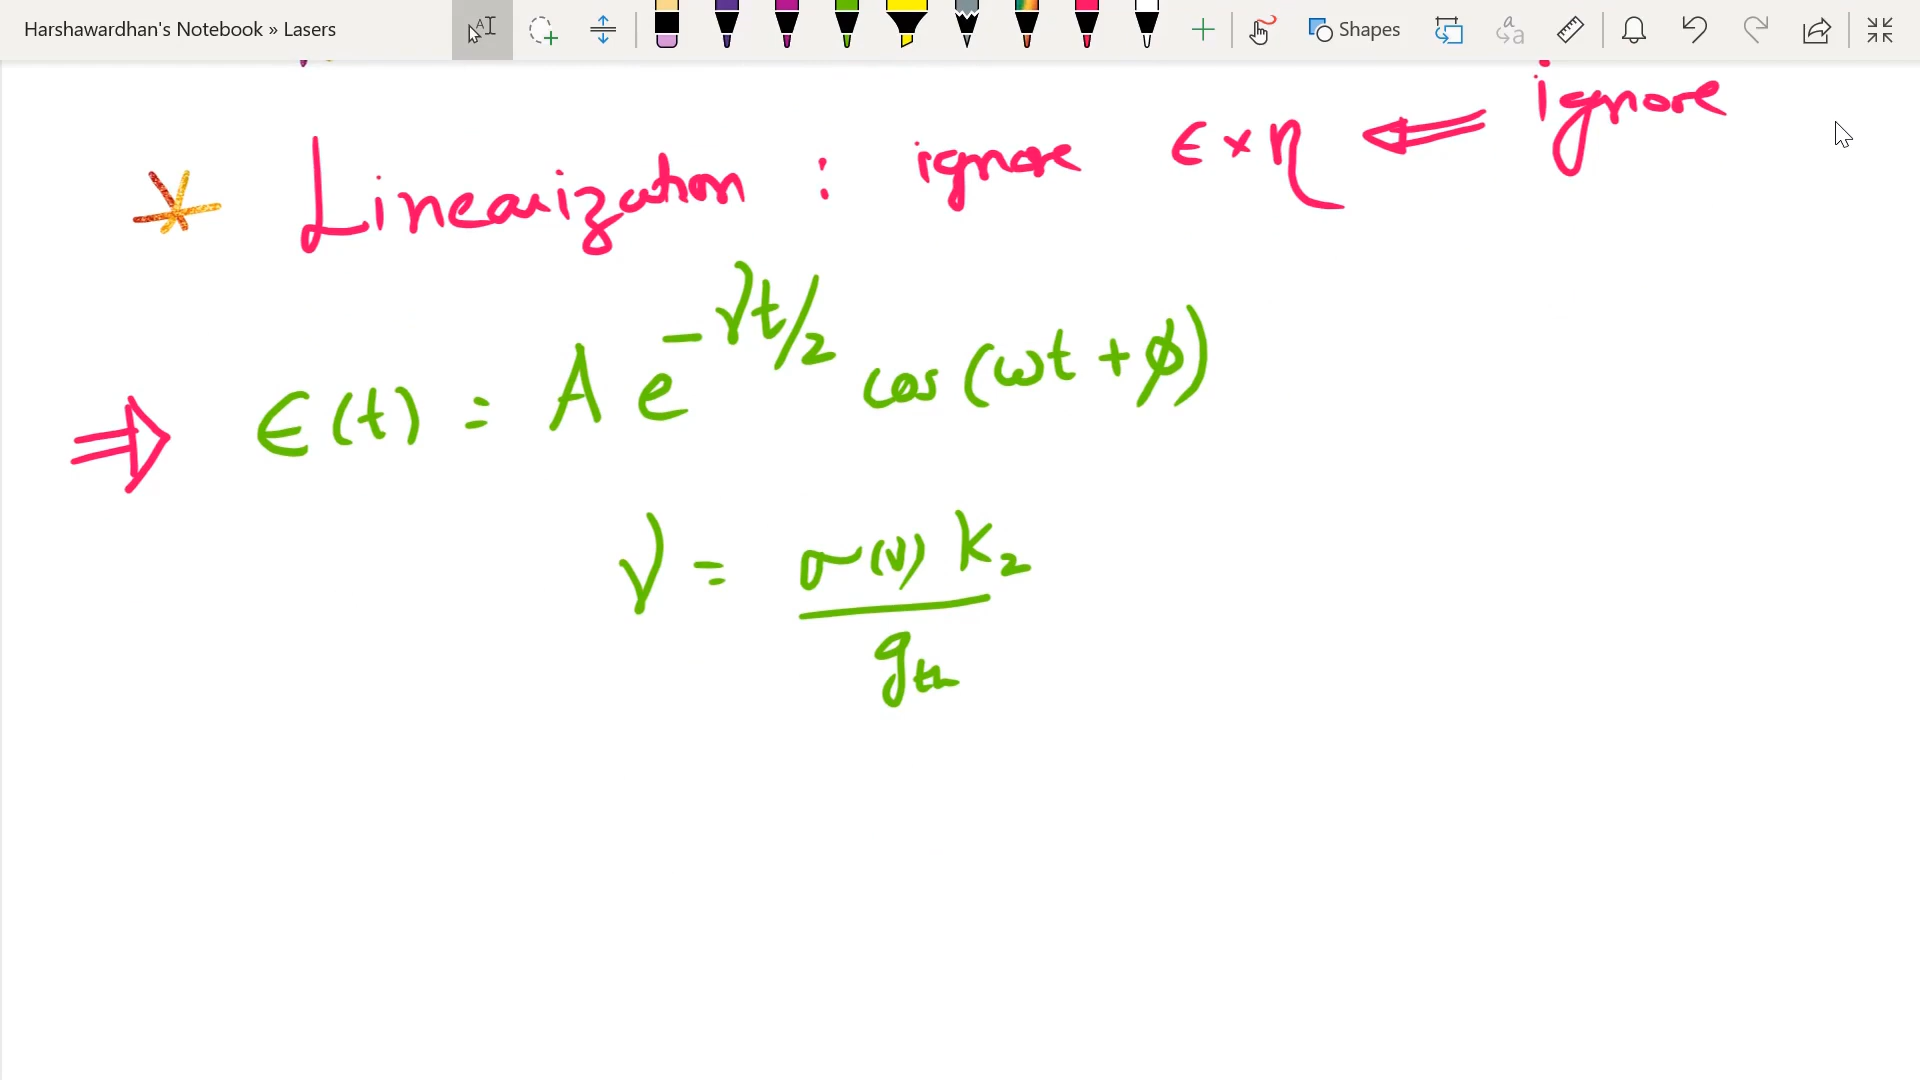 Harshawardhan's Notebook » Lasers
Shapes
ignore
* Linearization : ignore ϵ × η ⇐
⇒ ϵ(t) = A e^{-γt/2} cos(ωt + ϕ)
γ = σ(ν) K₂ / g_th